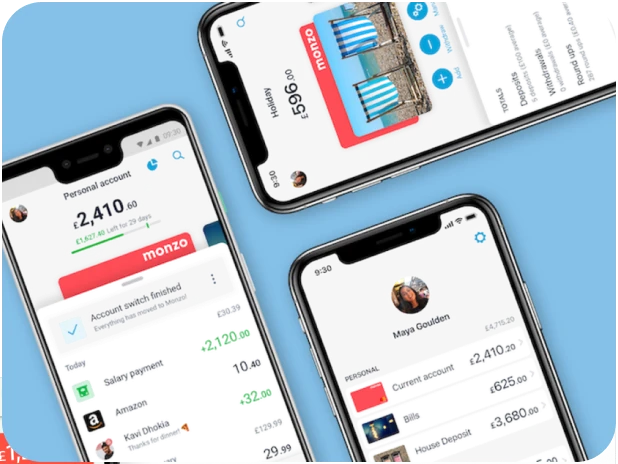 09:30
Personal account
£2,410.60
£1,627.40 Left for 29 days
monzo
Account switch finished
Everything has moved to Monzo!
Today
£30.39
Salary payment
+2,120.00
Amazon
10.40
Kavi Dhokia
Thanks for dinner!
+32.00
£129.99
29.99
9:30
Holiday
£596.00
monzo
Add
Withdraw
TOTALS
Deposits
Withdrawals
Round ups
9:30
Maya Goulden
£4,715.20
PERSONAL
Current account
£2,410.20
Bills
£625.00
House Deposit
£3,680.00